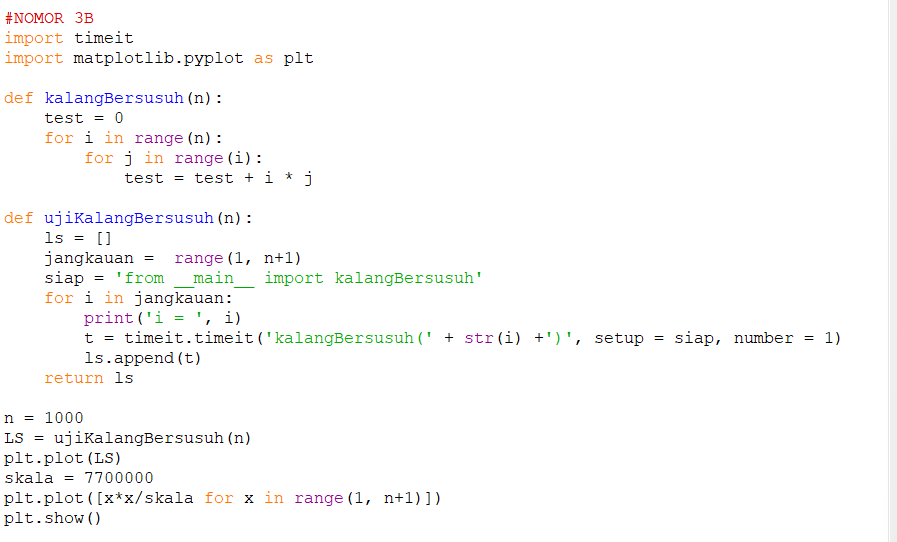 #NOMOR 3B
import timeit
import matplotlib.pyplot as plt
def kalangBersusuh(n):
    test = 0
    for i in range(n):
        for j in range(i):
            test = test + i * j
def ujiKalangBersusuh(n):
    ls = []
    jangkauan =  range(1, n+1)
    siap = 'from __main__ import kalangBersusuh'
    for i in jangkauan:
        print('i = ', i)
        t = timeit.timeit('kalangBersusuh(' + str(i) +')', setup = siap, number = 1)
        ls.append(t)
    return ls
n = 1000
LS = ujiKalangBersusuh(n)
plt.plot(LS)
skala = 7700000
plt.plot([x*x/skala for x in range(1, n+1)])
plt.show()